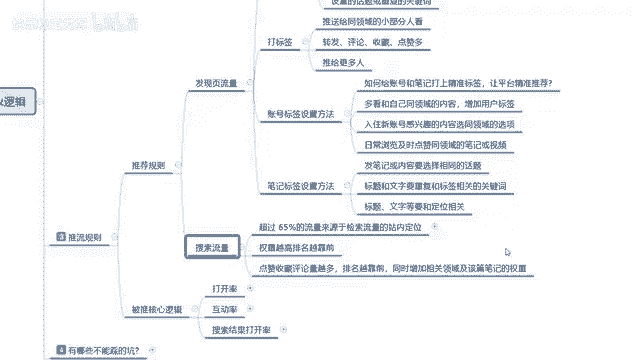 设置的话题或重复的关键词
打标签
推送给同领域的小部分人看
转发、评论、收藏、点赞多
推给更多人
发现页流量
如何给账号和笔记打上精准标签，让平台精准推荐？
账号标签设置方法
多看和自己同领域的内容，增加用户标签
入住新账号感兴趣的内容选同领域的选项
日常浏览及时点赞同领域的笔记或视频
推荐规则
笔记标签设置方法
发笔记或内容要选择相同的话题
标题和文字要重复和标签相关的关键词
标题、文字等要和定位相关
逻辑
3 推流规则
搜索流量
超过 65%的流量来源于检索流量的站内定位
权重越高排名越靠前
点赞收藏评论量越多，排名越靠前，同时增加相关领域及该篇笔记的权重
被推核心逻辑
打开率
互动率
搜索结果打开率
4 有哪些不能踩的坑？